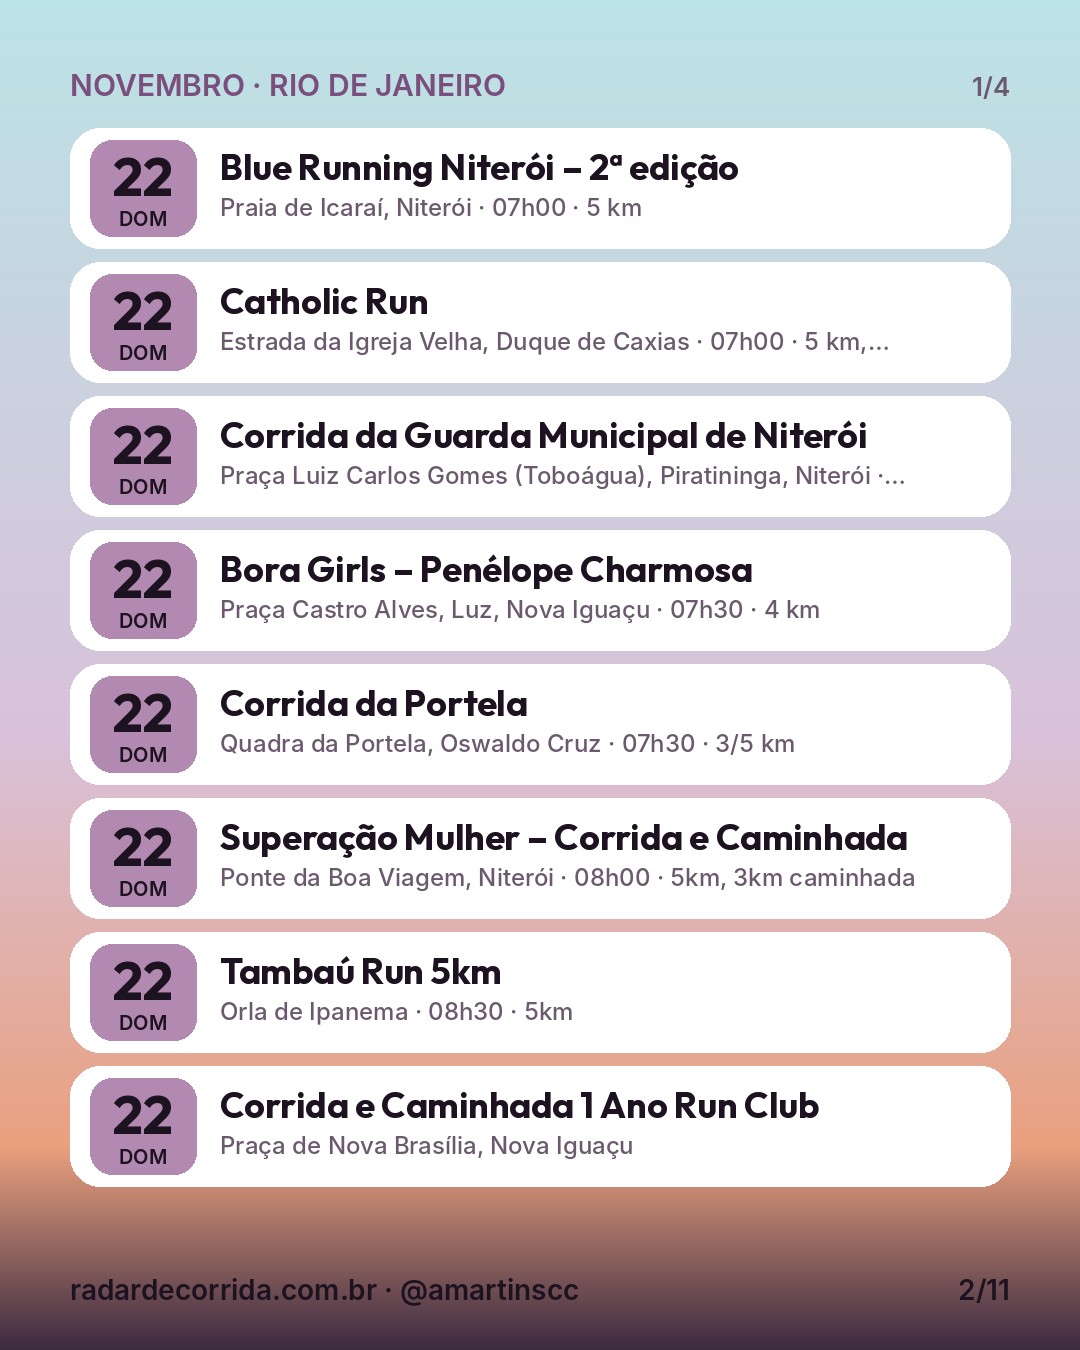 NOVEMBRO · RIO DE JANEIRO
1/4
22
DOM
Blue Running Niterói – 2ª edição
Praia de Icaraí, Niterói · 07h00 · 5 km
22
DOM
Catholic Run
Estrada da Igreja Velha, Duque de Caxias · 07h00 · 5 km,...
22
DOM
Corrida da Guarda Municipal de Niterói
Praça Luiz Carlos Gomes (Toboágua), Piratininga, Niterói ·...
22
DOM
Bora Girls – Penélope Charmosa
Praça Castro Alves, Luz, Nova Iguaçu · 07h30 · 4 km
22
DOM
Corrida da Portela
Quadra da Portela, Oswaldo Cruz · 07h30 · 3/5 km
22
DOM
Superação Mulher – Corrida e Caminhada
Ponte da Boa Viagem, Niterói · 08h00 · 5km, 3km caminhada
22
DOM
Tambaú Run 5km
Orla de Ipanema · 08h30 · 5km
22
DOM
Corrida e Caminhada 1 Ano Run Club
Praça de Nova Brasília, Nova Iguaçu
radardecorrida.com.br · @amartinscc
2/11